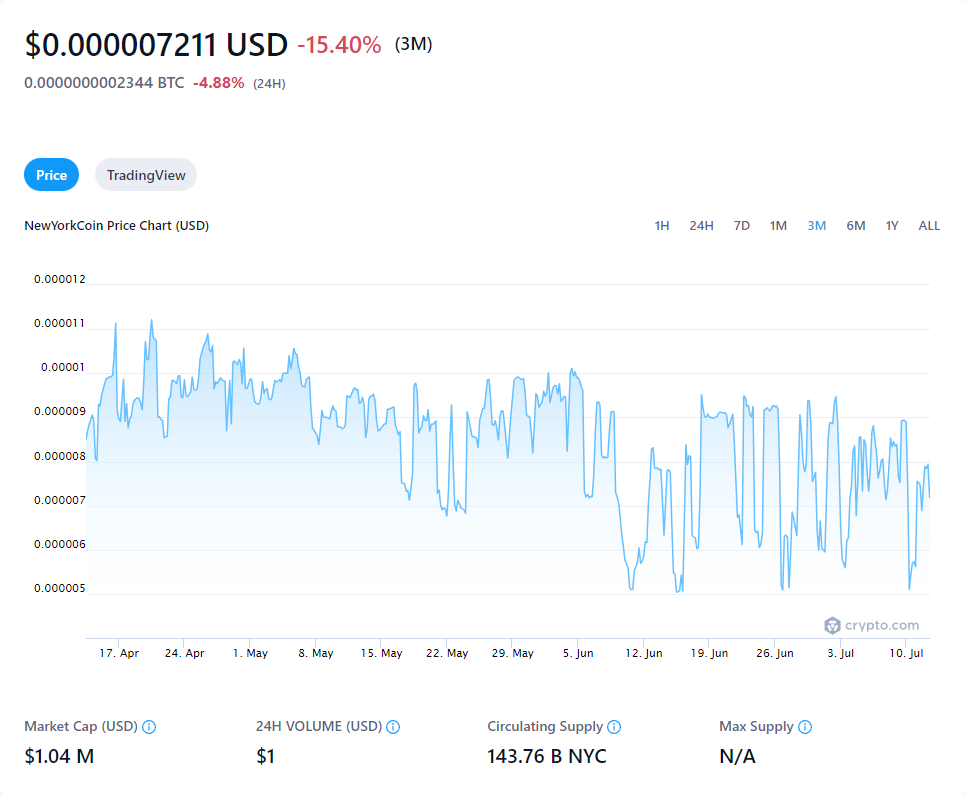 $0.000007211 USD -15.40% (3M)
0.0000000002344 BTC -4.88% (24H)
Price TradingView
NewYorkCoin Price Chart (USD) 1H 24H 7D 1M 3M 6M 1Y ALL
0.000012
0.000011
0.00001
0.000009
0.000008
0.000007
0.000006
0.000005
crypto.com
17. Apr 24. Apr 1. May 8. May 15. May 22. May 29. May 5. Jun 12. Jun 19. Jun 26. Jun 3. Jul 10. Jul
Market Cap (USD) 24H VOLUME (USD) Circulating Supply Max Supply
$1.04 M $1 143.76 B NYC N/A